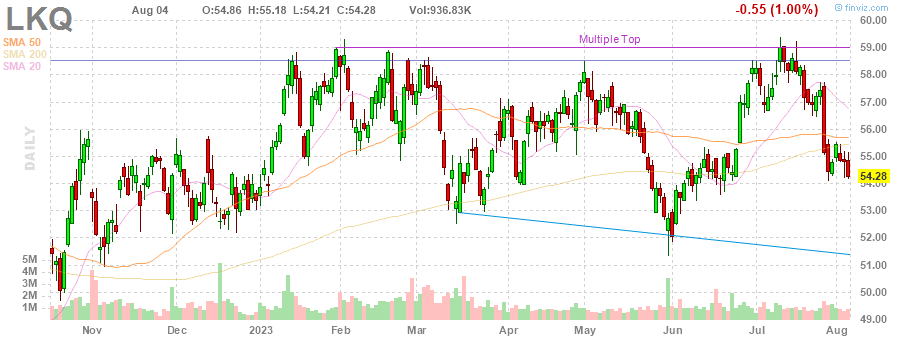 LKQ Aug 04 O:54.86 H:55.18 L:54.21 C:54.28 Vol:936.83K -0.55 (1.00%) © finviz.com
SMA 50
SMA 200
SMA 20
DAILY
Multiple Top
60.00
59.00
58.00
57.00
56.00
55.00
54.28
54.00
53.00
52.00
51.00
50.00
49.00
5M
4M
3M
2M
1M
Nov Dec 2023 Feb Mar Apr May Jun Jul Aug